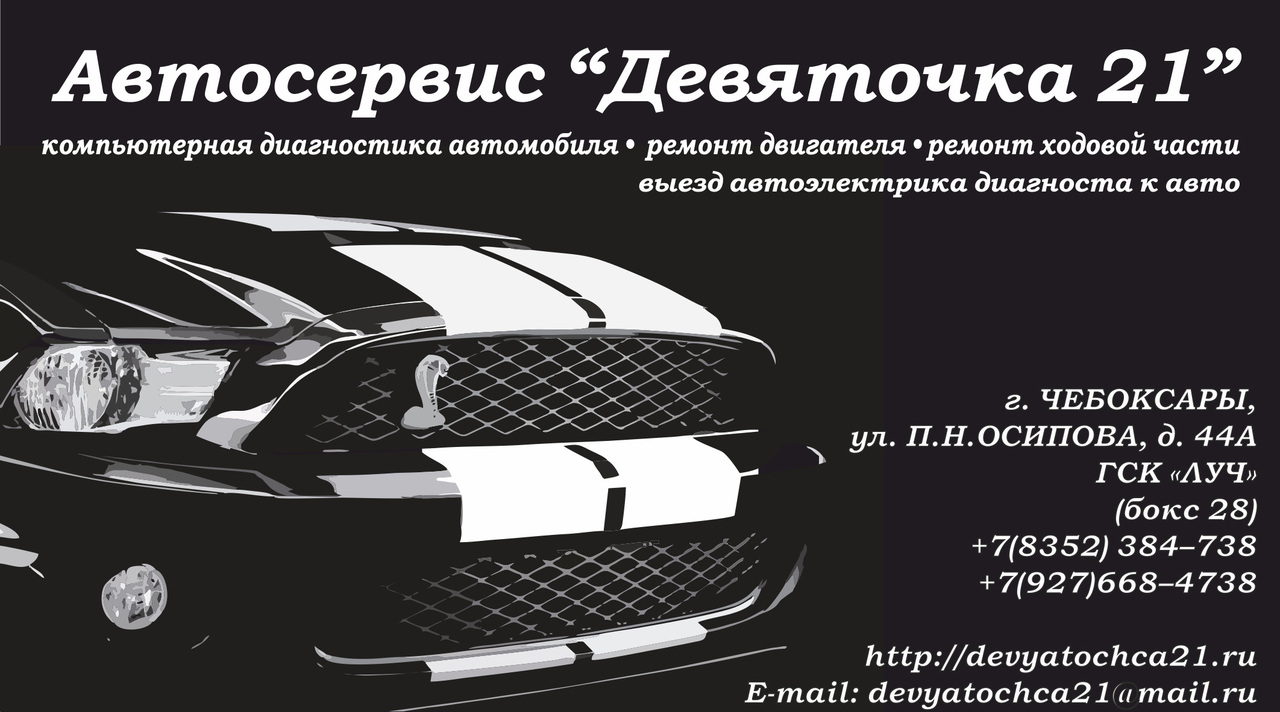 Автосервис “Девяточка 21”
компьютерная диагностика автомобиля • ремонт двигателя • ремонт ходовой части
выезд автоэлектрика диагноста к авто
г. ЧЕБОКСАРЫ,
ул. П.Н.ОСИПОВА, д. 44А
ГСК «ЛУЧ»
(бокс 28)
+7(8352) 384–738
+7(927)668–4738
http://devyatochca21.ru
E-mail: devyatochca21@mail.ru